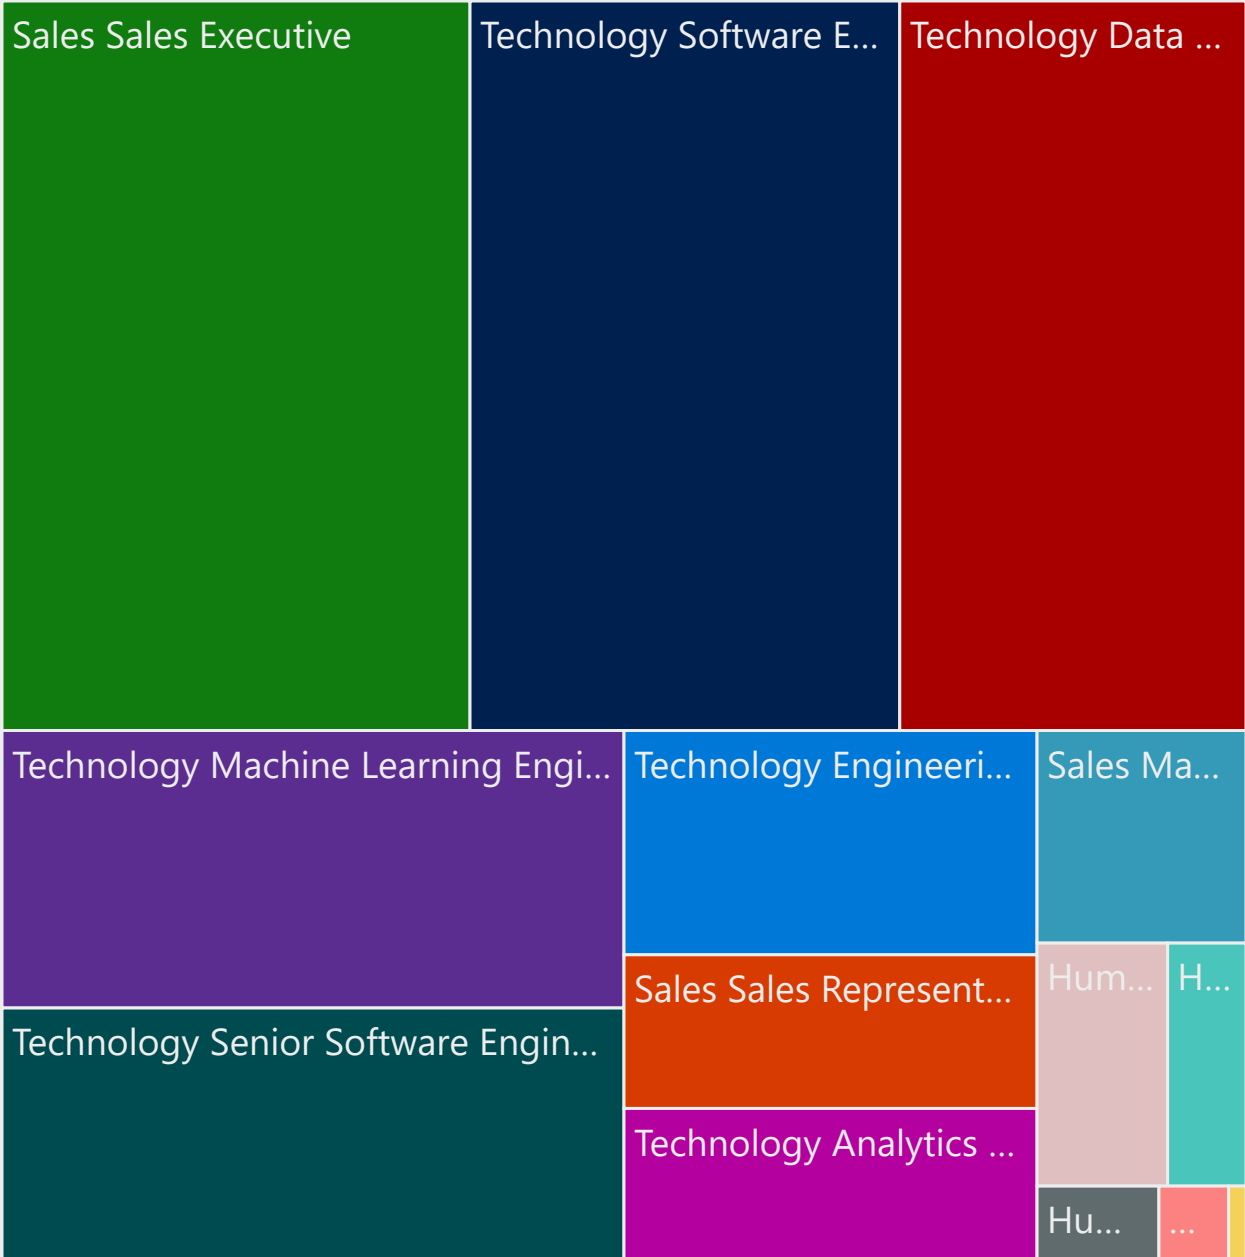 Sales Sales Executive
Technology Software E...
Technology Data ...
Technology Machine Learning Engi...
Technology Engineeri...
Sales Ma...
Hum...
H...
Sales Sales Represent...
Technology Senior Software Engin...
Technology Analytics ...
Hu...
...